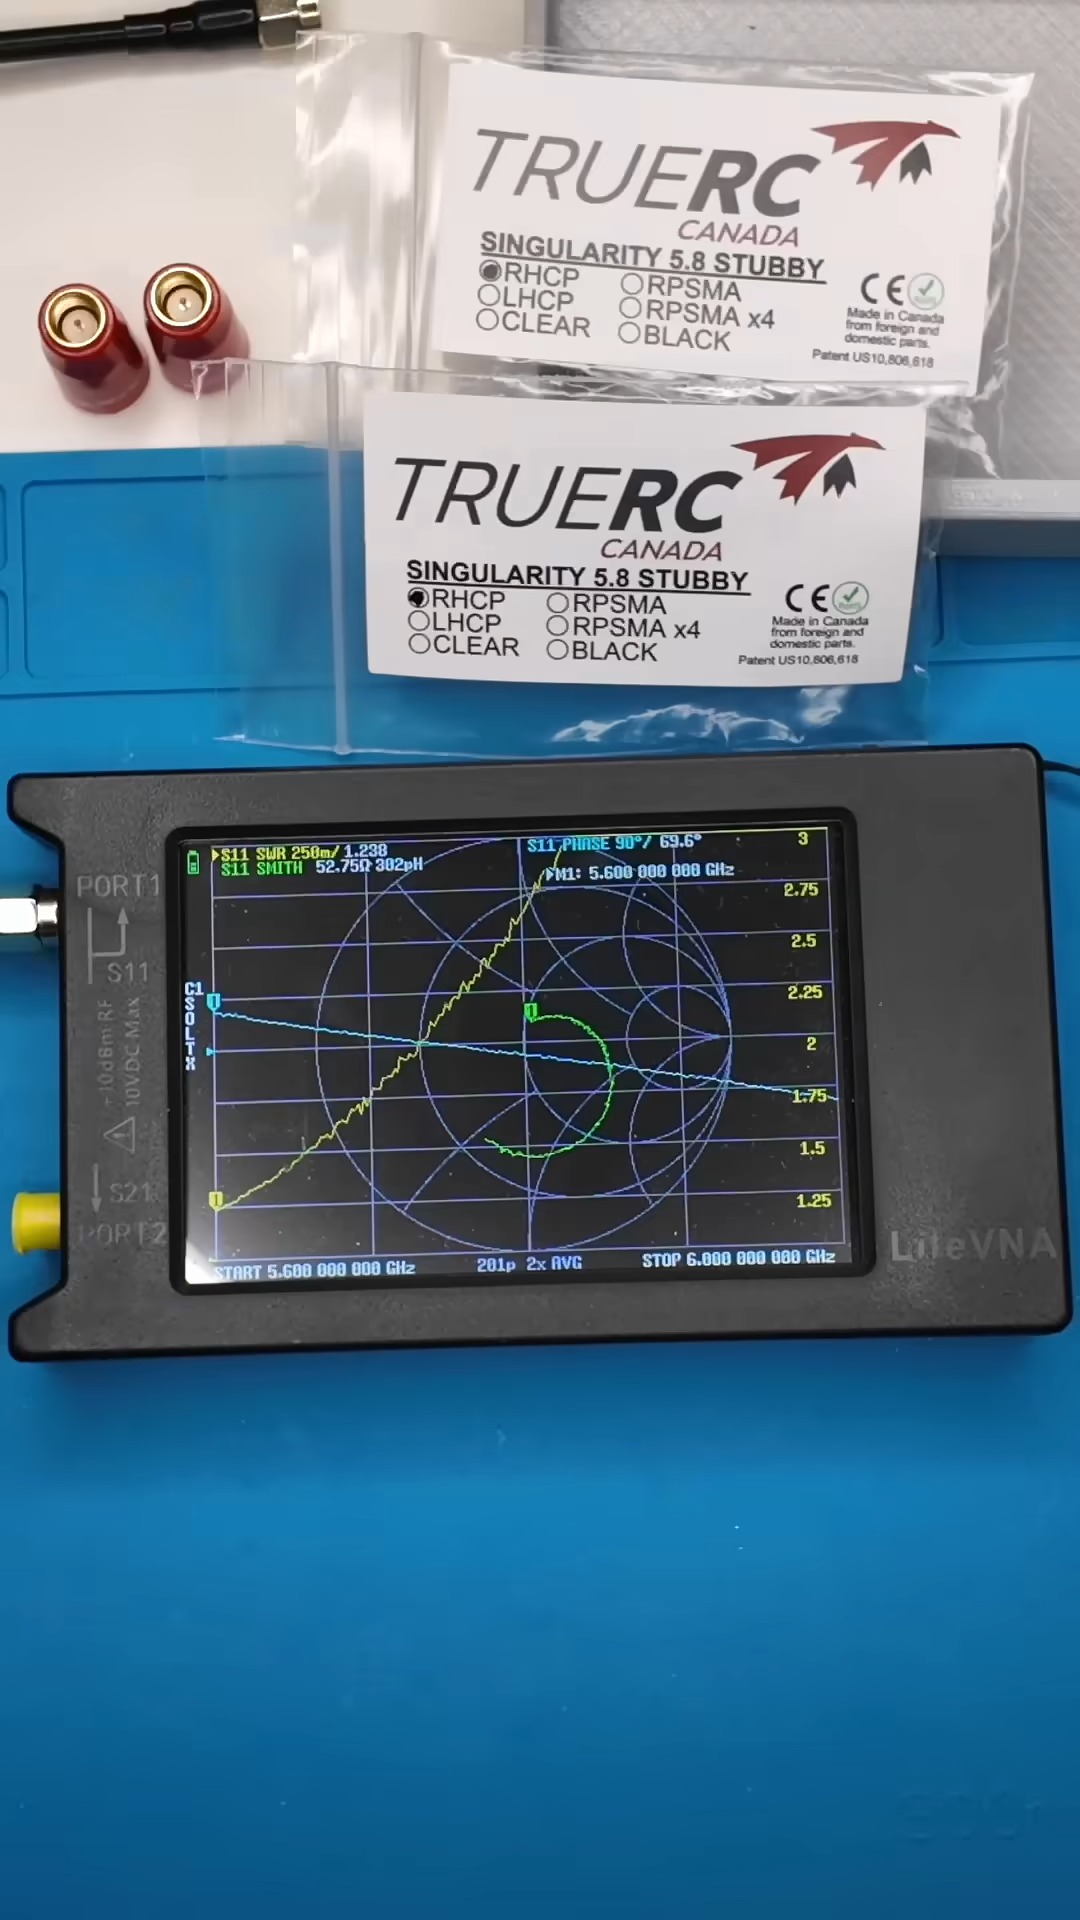 TRUERC
CANADA
SINGULARITY 5.8 STUBBY
RHCP
RPSMA
LHCP
RPSMA x4
CLEAR
BLACK
CE
Made in Canada
from foreign and
domestic parts.
Patent US10,806,618
TRUERC
CANADA
SINGULARITY 5.8 STUBBY
RHCP
RPSMA
LHCP
RPSMA x4
CLEAR
BLACK
CE
Made in Canada
from foreign and
domestic parts.
Patent US10,806,618
PORT1
S11
+10dBm RF
10VDC Max
S21
PORT2
S11 SWR 250m/ 1.238
S11 SMITH 52.75Ω 302pH
S11 PHASE 90°/ 69.6°
M1: 5.600 000 000 GHz
3
2.75
2.5
2.25
2
1.75
1.5
1.25
C1
S
O
L
T
X
1
1
1
START 5.600 000 000 GHz
201p 2x AVG
STOP 6.000 000 000 GHz
LiteVNA